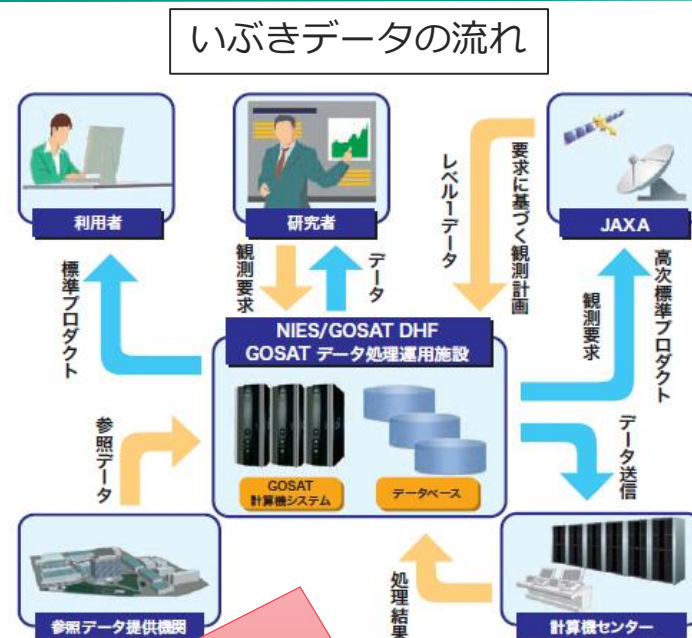 いぶきデータの流れ
利用者
研究者
JAXA
標準プロダクト
観測要求
データ
レベル1データ
要求に基づく観測計画
観測要求
高次標準プロダクト
NIES/GOSAT DHF
GOSAT データ処理運用施設
GOSAT
計算機システム
データベース
参照データ
データ送信
処理結果
参照データ提供機関
計算機センター